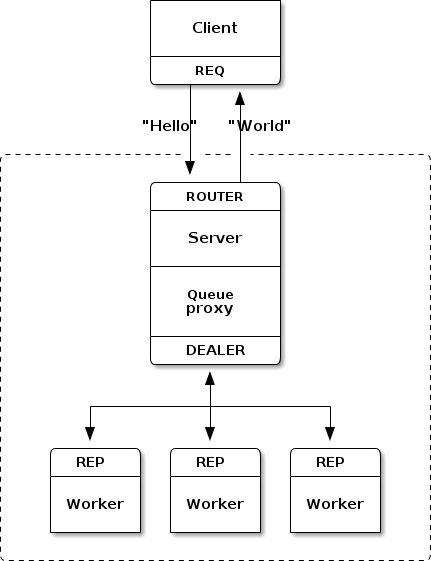 Client
REQ
"Hello" "World"
ROUTER
Server
Queue
proxy
DEALER
REP REP REP
Worker Worker Worker